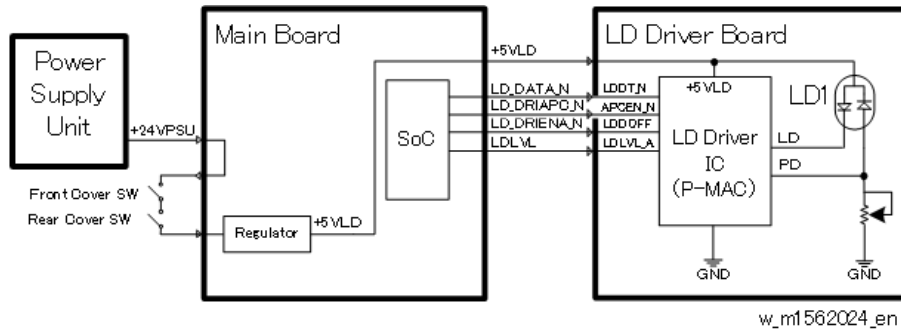 Main Board
LD Driver Board
Power
Supply
Unit
+24VPSU
Front Cover SW
Rear Cover SW
Regulator
+5VLD
SoC
+5VLD
LD_DATA_N
LD_DRIAPC_N
LD_DRIENA_N
LDLVL
LDDT_N
APCEN_N
LDDOFF
LDLVL_A
+5VLD
LD Driver
IC
(P-MAC)
LD1
LD
PD
GND
GND
w_m1562024_en